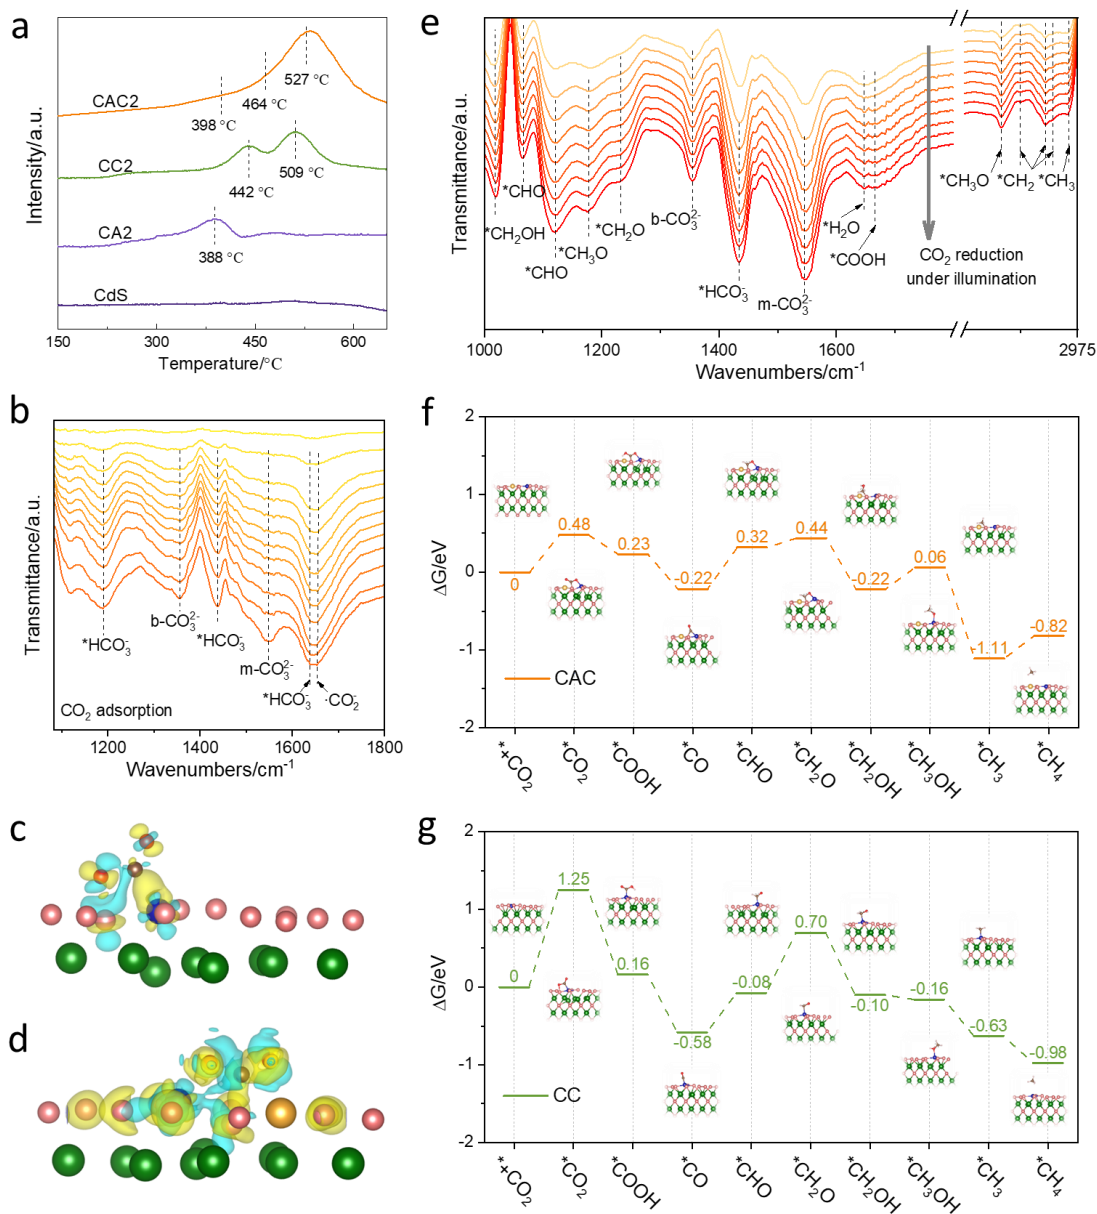 a
Intensity/a.u.
CAC2
527 °C
464 °C
398 °C
CC2
509 °C
442 °C
CA2
388 °C
CdS
150 300 450 600
Temperature/°C
b
Transmittance/a.u.
*HCO₃⁻
b-CO₃²⁻
*HCO₃⁻
m-CO₃²⁻
*HCO₃⁻
·CO₂⁻
CO₂ adsorption
1200 1400 1600 1800
Wavenumbers/cm⁻¹
c
d
e
Transmittance/a.u.
*CH₂OH
*CHO
*CHO
*CH₃O
*CH₂O
b-CO₃²⁻
*HCO₃⁻
m-CO₃²⁻
*H₂O
*COOH
*CH₃O
*CH₂
*CH₃
CO₂ reduction
under illumination
1000 1200 1400 1600 2975
Wavenumbers/cm⁻¹
f
ΔG/eV
2
1
0
-1
-2
0
0.48
0.23
-0.22
0.32
0.44
-0.22
0.06
-1.11
-0.82
CAC
*+CO₂
*CO₂
*COOH
*CO
*CHO
*CH₂O
*CH₂OH
*CH₃OH
*CH₃
*CH₄
g
ΔG/eV
2
1
0
-1
-2
0
1.25
0.16
-0.58
-0.08
0.70
-0.10
-0.16
-0.63
-0.98
CC
*+CO₂
*CO₂
*COOH
*CO
*CHO
*CH₂O
*CH₂OH
*CH₃OH
*CH₃
*CH₄